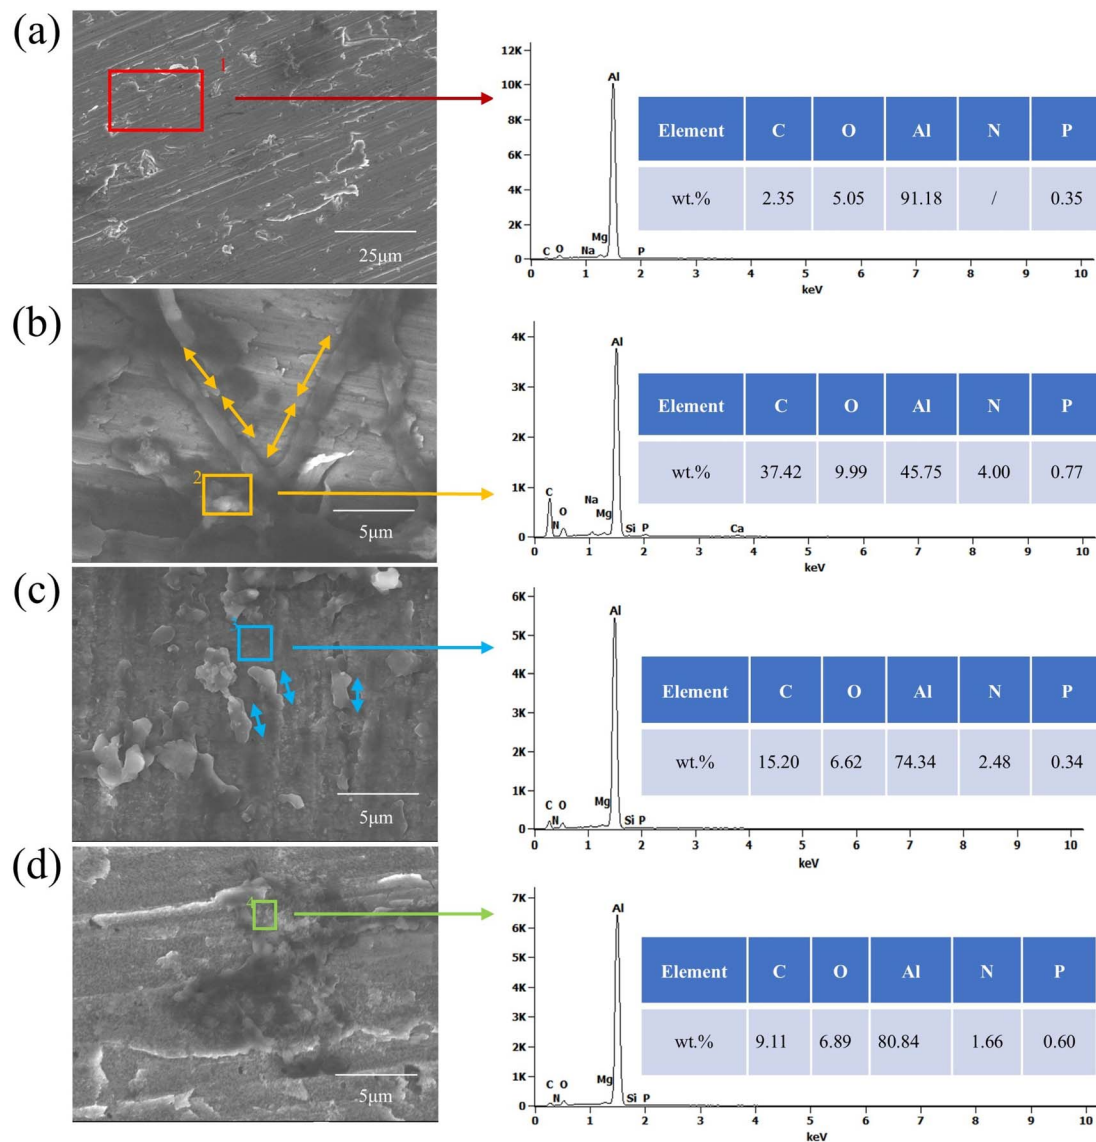 (a)
1
25μm
12K
10K
8K
6K
4K
2K
0
Al
C O Na Mg P
0 1 2 3 4 5 6 7 8 9 10
keV
Element C O Al N P
wt.% 2.35 5.05 91.18 / 0.35
(b)
2
5μm
4K
3K
2K
1K
0
Al
C N O Na Mg Si P Ca
0 1 2 3 4 5 6 7 8 9 10
keV
Element C O Al N P
wt.% 37.42 9.99 45.75 4.00 0.77
(c)
3
5μm
6K
5K
4K
3K
2K
1K
0
Al
C N O Mg Si P
0 1 2 3 4 5 6 7 8 9 10
keV
Element C O Al N P
wt.% 15.20 6.62 74.34 2.48 0.34
(d)
4
5μm
7K
6K
5K
4K
3K
2K
1K
0
Al
C N O Mg Si P
0 1 2 3 4 5 6 7 8 9 10
keV
Element C O Al N P
wt.% 9.11 6.89 80.84 1.66 0.60